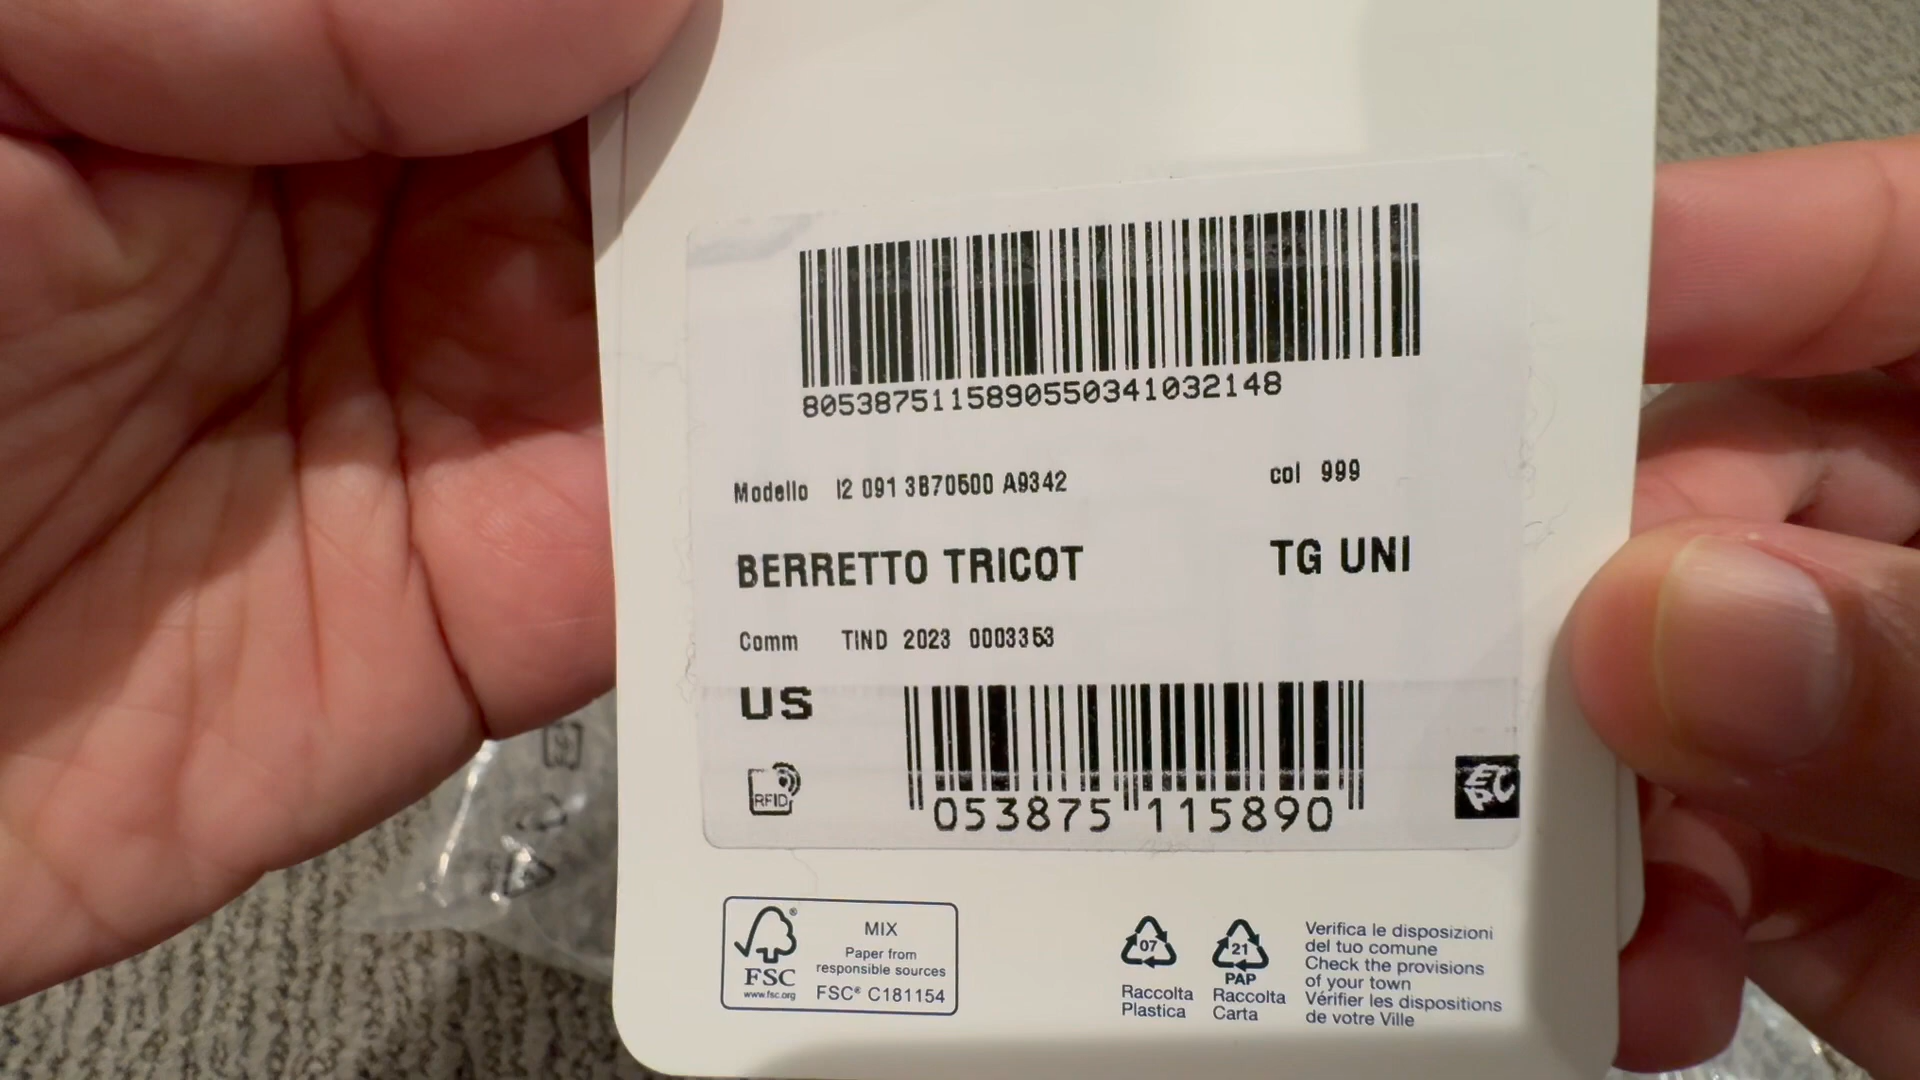 8053875115890550341032148
Modello I2 091 3B70500 A9342 col 999
BERRETTO TRICOT TG UNI
Comm TIND 2023 0003353
US
RFID
053875 115890
EPC
FSC
www.fsc.org
MIX
Paper from
responsible sources
FSC® C181154
07
Raccolta
Plastica
21
PAP
Raccolta
Carta
Verifica le disposizioni
del tuo comune
Check the provisions
of your town
Vérifier les dispositions
de votre Ville